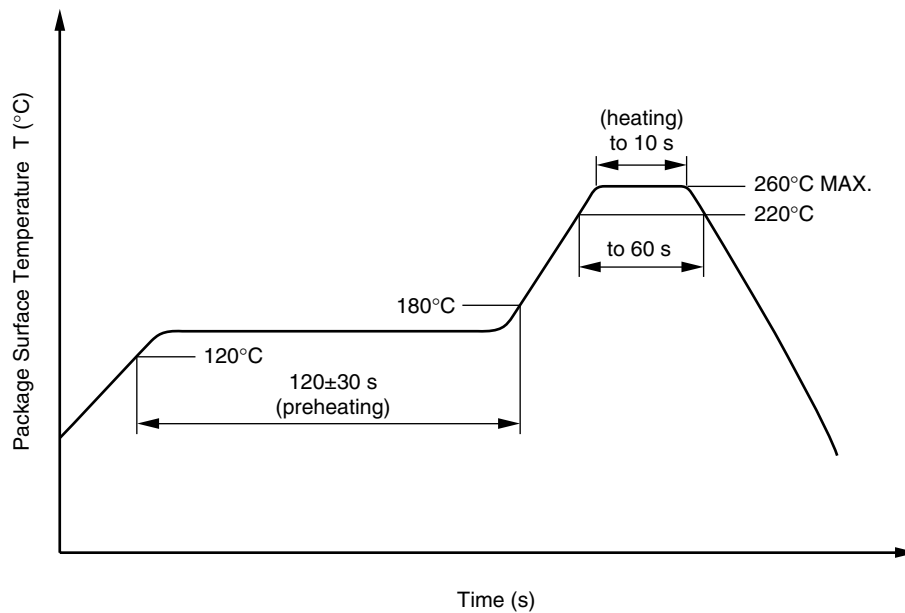 (heating)
to 10 s
260°C MAX.
220°C
to 60 s
180°C
120°C
120±30 s
(preheating)
Package Surface Temperature T (°C)
Time (s)